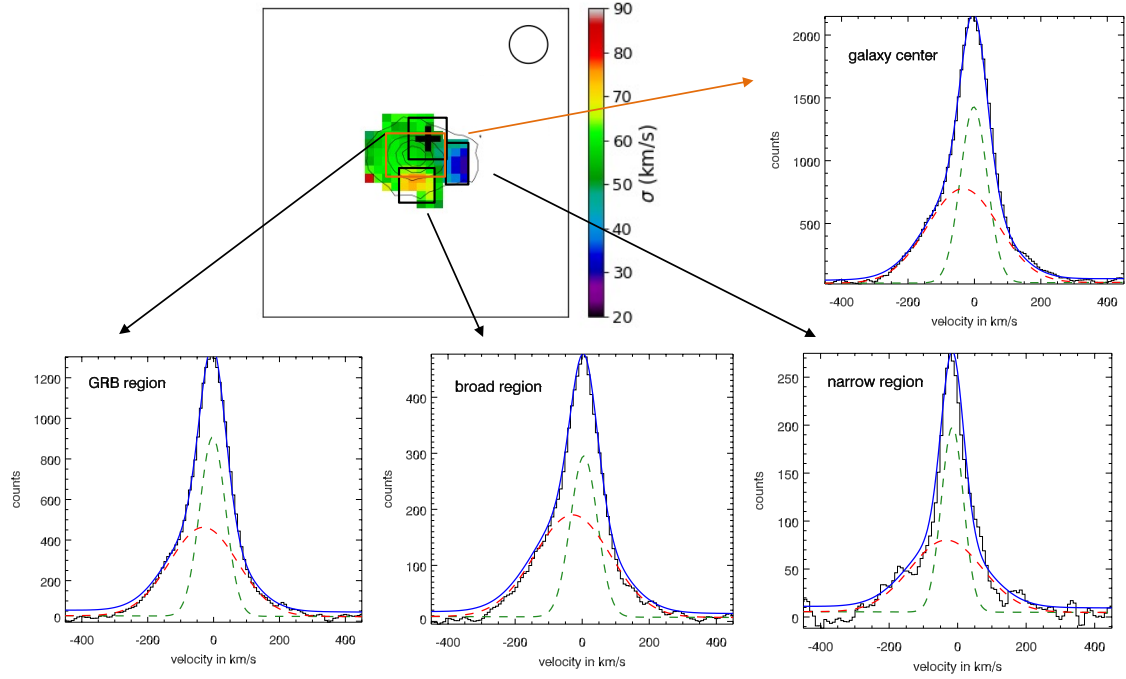 90
80
70
60
50
40
30
20
σ (km/s)
galaxy center
2000
1500
1000
500
counts
-400 -200 0 200 400
velocity in km/s
GRB region
1200
1000
800
600
400
200
0
counts
-400 -200 0 200 400
velocity in km/s
broad region
400
300
200
100
0
counts
-400 -200 0 200 400
velocity in km/s
narrow region
250
200
150
100
50
0
counts
-400 -200 0 200 400
velocity in km/s